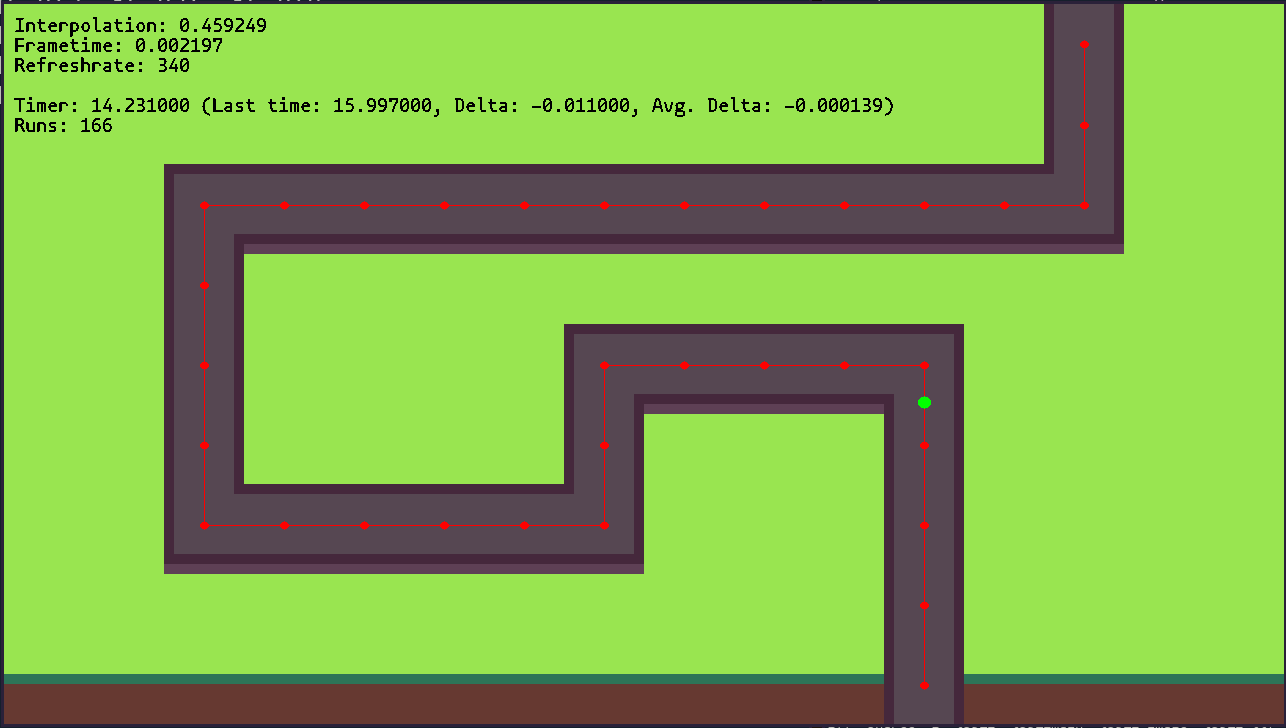 Interpolation: 0.459249
Frametime: 0.002197
Refreshrate: 340
Timer: 14.231000 (Last time: 15.997000, Delta: -0.011000, Avg. Delta: -0.000139)
Runs: 166